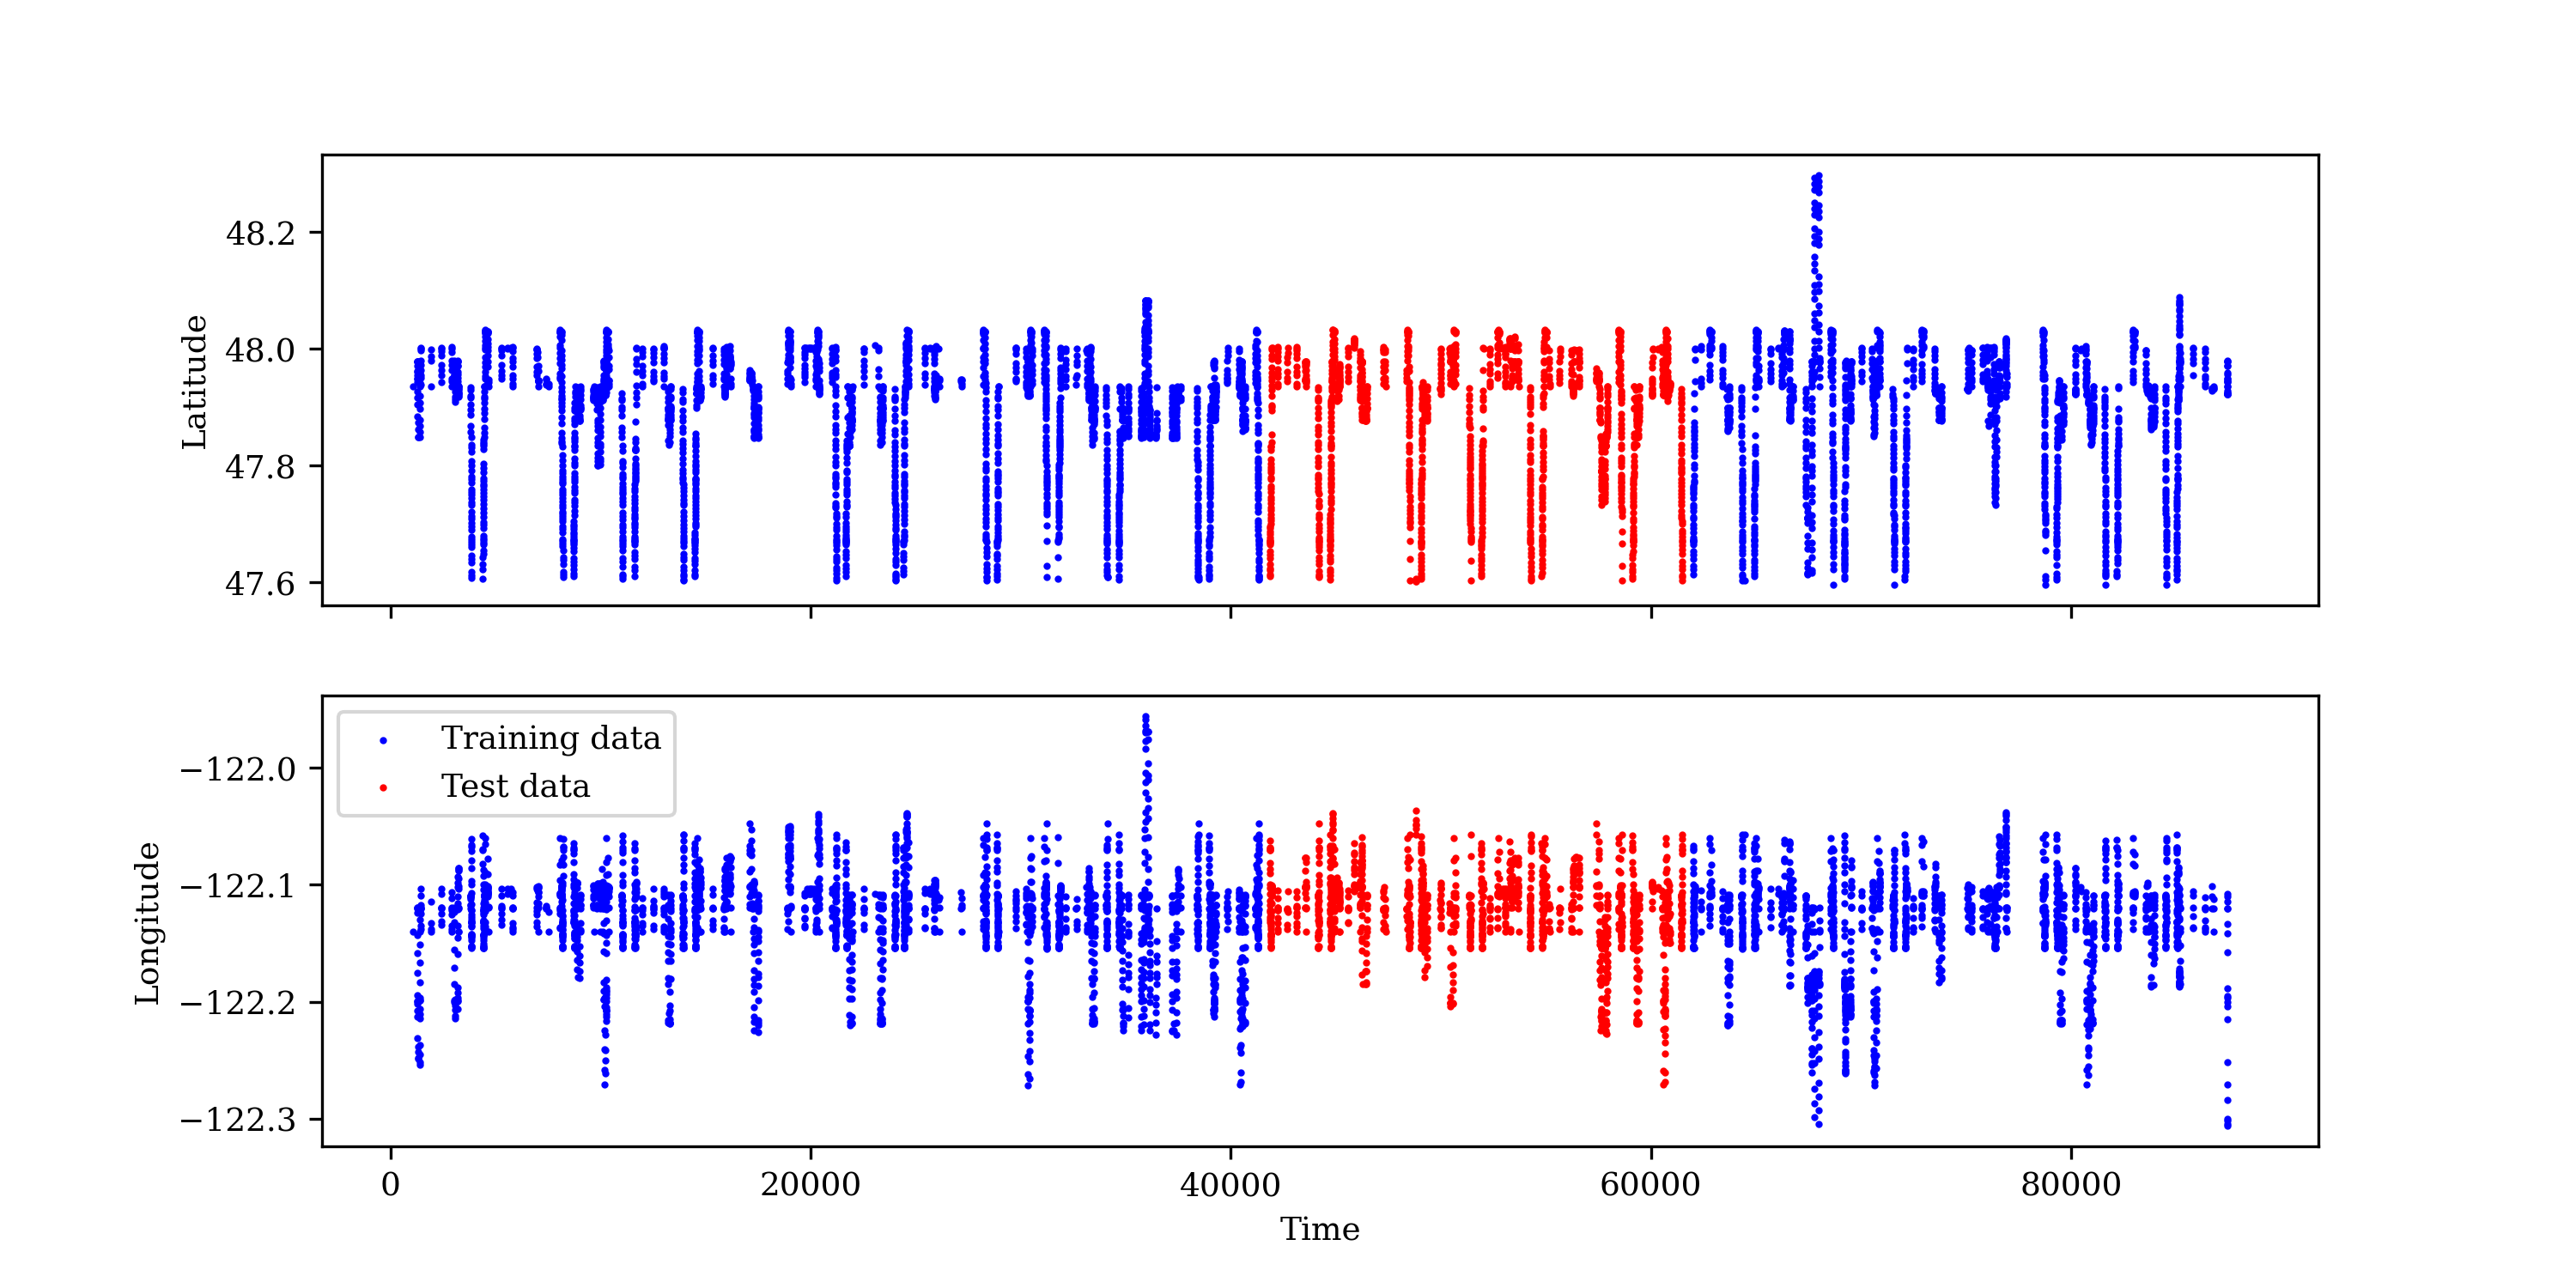 48.2
48.0
47.8
47.6
Latitude
Training data
Test data
−122.0
−122.1
−122.2
−122.3
Longitude
0 20000 40000 60000 80000
Time